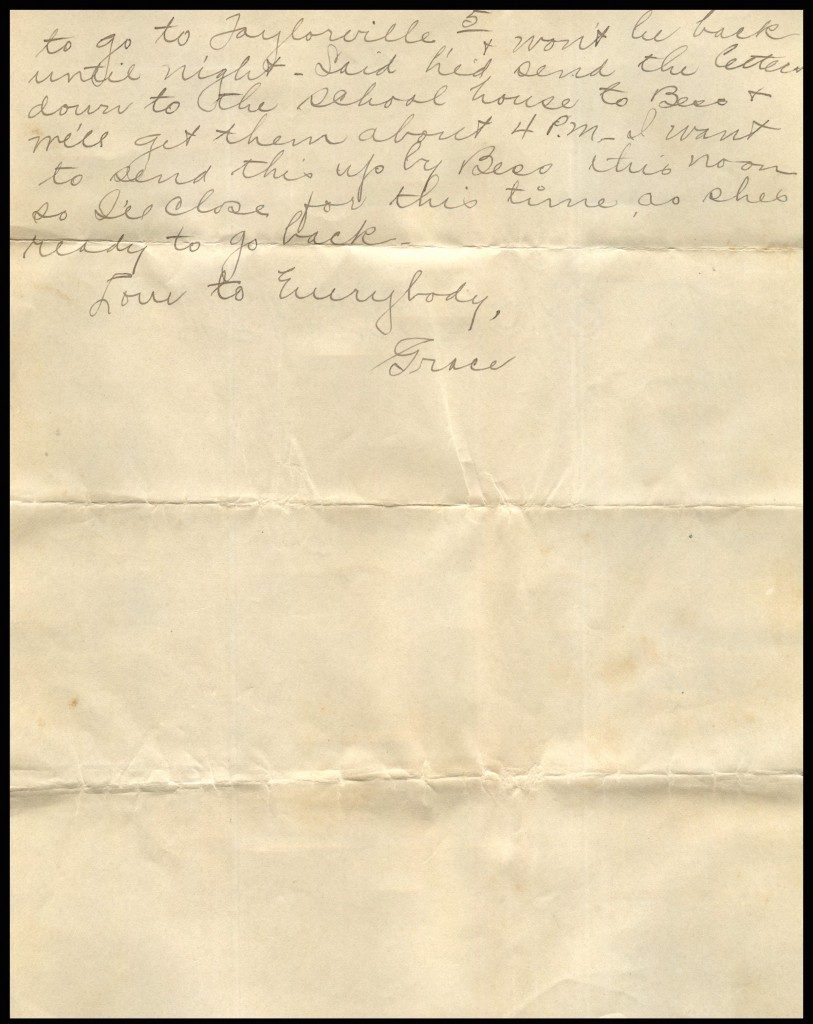 5
to go to Taylorville & won't be back
until night - Said he'd send the letters
down to the school house to Bess &
we'll get them about 4 P.M. - I want
to send this up by Bess this noon
so I'll close for this time, as she's
ready to go back -
Love to Everybody,
Grace